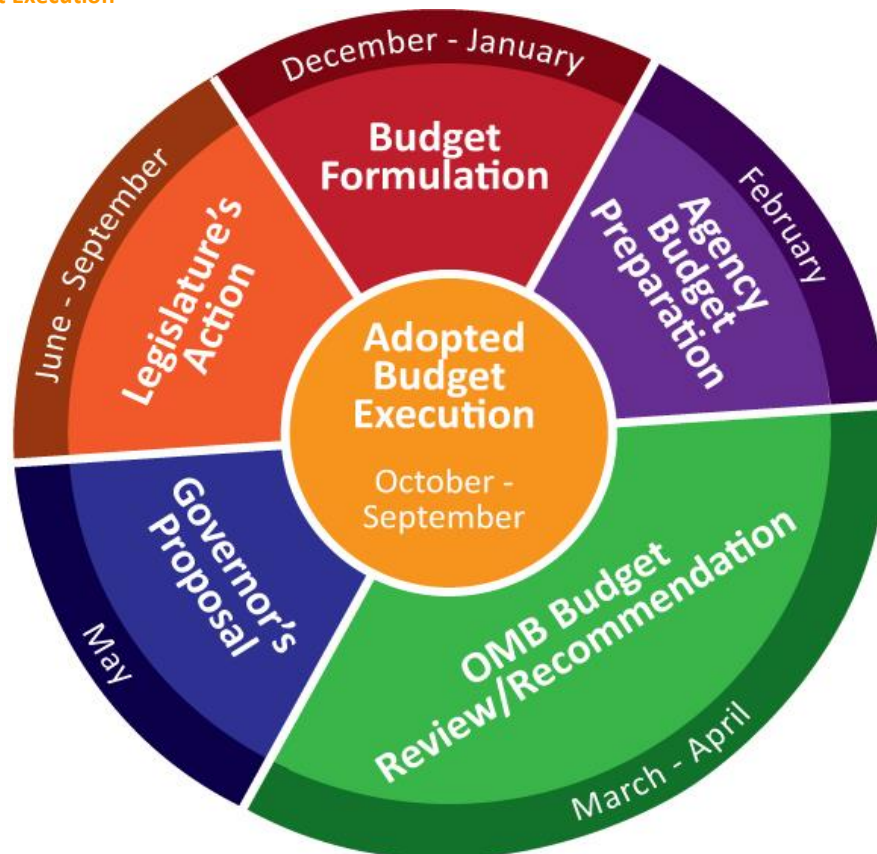 t Execution
December - January
Budget
Formulation
February
Agency
Budget
Preparation
March - April
OMB Budget
Review/Recommendation
May
Governor's
Proposal
June - September
Legislature's
Action
Adopted
Budget
Execution
October -
September